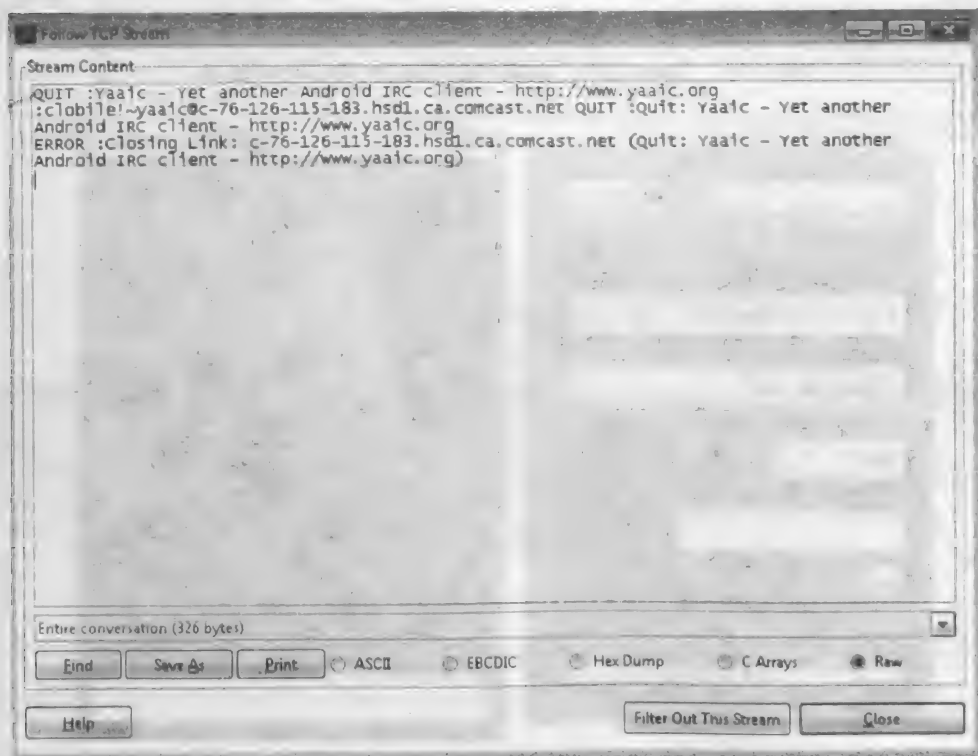 Follow TCP Stream
Stream Content
QUIT :Yaaic - Yet another Android IRC client - http://www.yaaic.org
:clobile!~yaaic@c-76-126-115-183.hsd1.ca.comcast.net QUIT :Quit: Yaaic - Yet another
Android IRC client - http://www.yaaic.org
ERROR :Closing Link: c-76-126-115-183.hsd1.ca.comcast.net (Quit: Yaaic - Yet another
Android IRC client - http://www.yaaic.org)
Entire conversation (326 bytes)
Find Save As Print ASCII EBCDIC Hex Dump C Arrays Raw
Help Filter Out This Stream Close